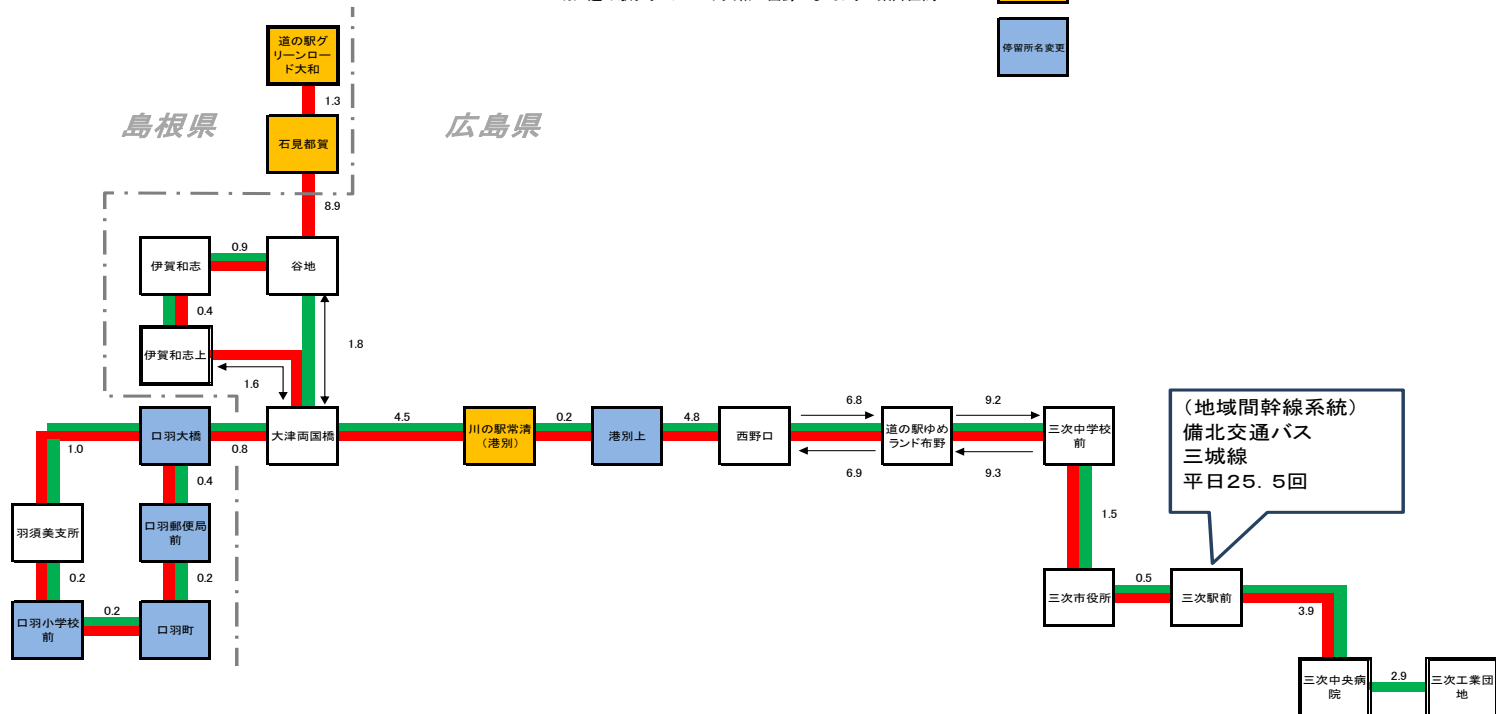 停留所名変更
道の駅グ
リーンロー
ド大和
1.3
島根県
広島県
石見都賀
8.9
伊賀和志
0.9
谷地
0.4
伊賀和志上
1.8
1.6
口羽大橋
0.8
大津両国橋
4.5
川の駅常清
(港別)
0.2
港別上
4.8
西野口
6.8
6.9
道の駅ゆめ
ランド布野
9.2
9.3
三次中学校
前
(地域間幹線系統)
備北交通バス
三城線
平日25.5回
1.0
0.4
羽須美支所
口羽郵便局
前
0.2
0.2
口羽小学校
前
0.2
口羽町
1.5
三次市役所
0.5
三次駅前
3.9
三次中央病
院
2.9
三次工業団
地